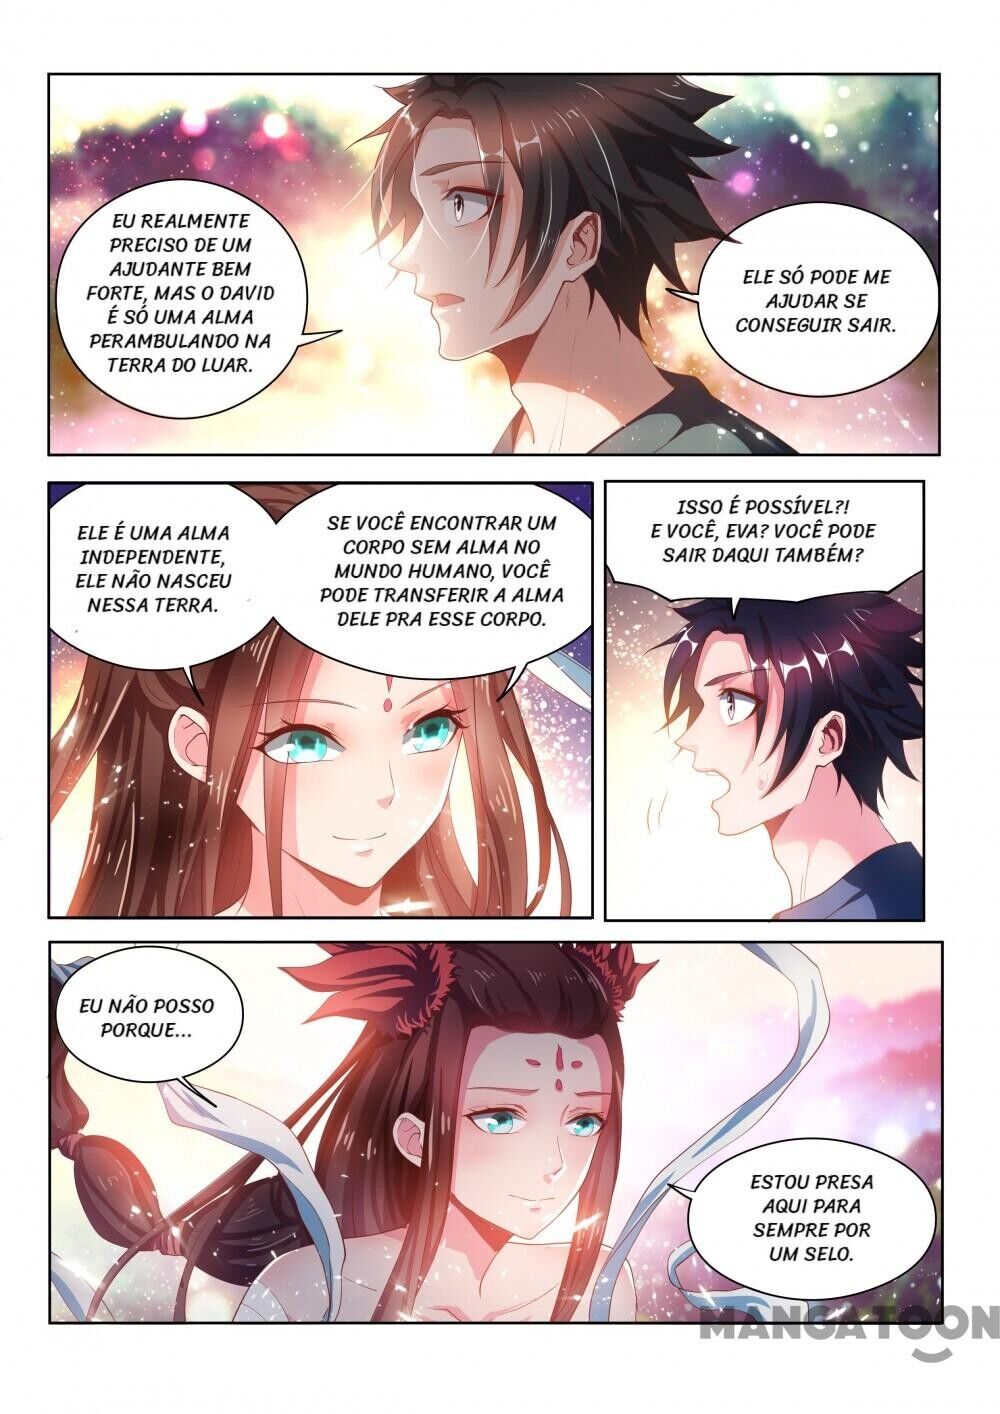 EU REALMENTE
PRECISO DE UM
AJUDANTE BEM
FORTE, MAS O DAVID
É SÓ UMA ALMA
PERAMBULANDO NA
TERRA DO LUAR.
ELE SÓ PODE ME
AJUDAR SE
CONSEGUIR SAIR.
ELE É UMA ALMA
INDEPENDENTE,
ELE NÃO NASCEU
NESSA TERRA.
SE VOCÊ ENCONTRAR UM
CORPO SEM ALMA NO
MUNDO HUMANO, VOCÊ
PODE TRANSFERIR A ALMA
DELE PRA ESSE CORPO.
ISSO É POSSÍVEL?!
E VOCÊ, EVA? VOCÊ PODE
SAIR DAQUI TAMBÉM?
EU NÃO POSSO
PORQUE...
ESTOU PRESA
AQUI PARA
SEMPRE POR
UM SELO.
MANGATOON